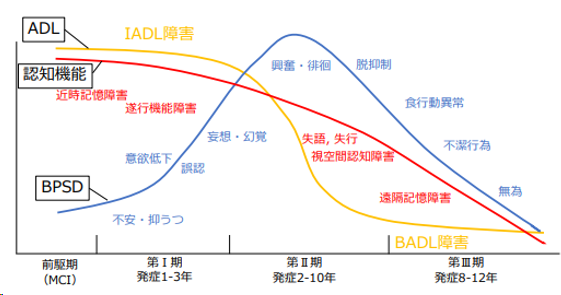 ADL
IADL障害
認知機能
興奮・徘徊
脱抑制
近時記憶障害
遂行機能障害
食行動異常
妄想・幻覚
失語, 失行
視空間認知障害
不潔行為
意欲低下
誤認
BPSD
遠隔記憶障害
無為
不安・抑うつ
BADL障害
前駆期
(MCI)
第Ⅰ期
発症1-3年
第Ⅱ期
発症2-10年
第Ⅲ期
発症8-12年